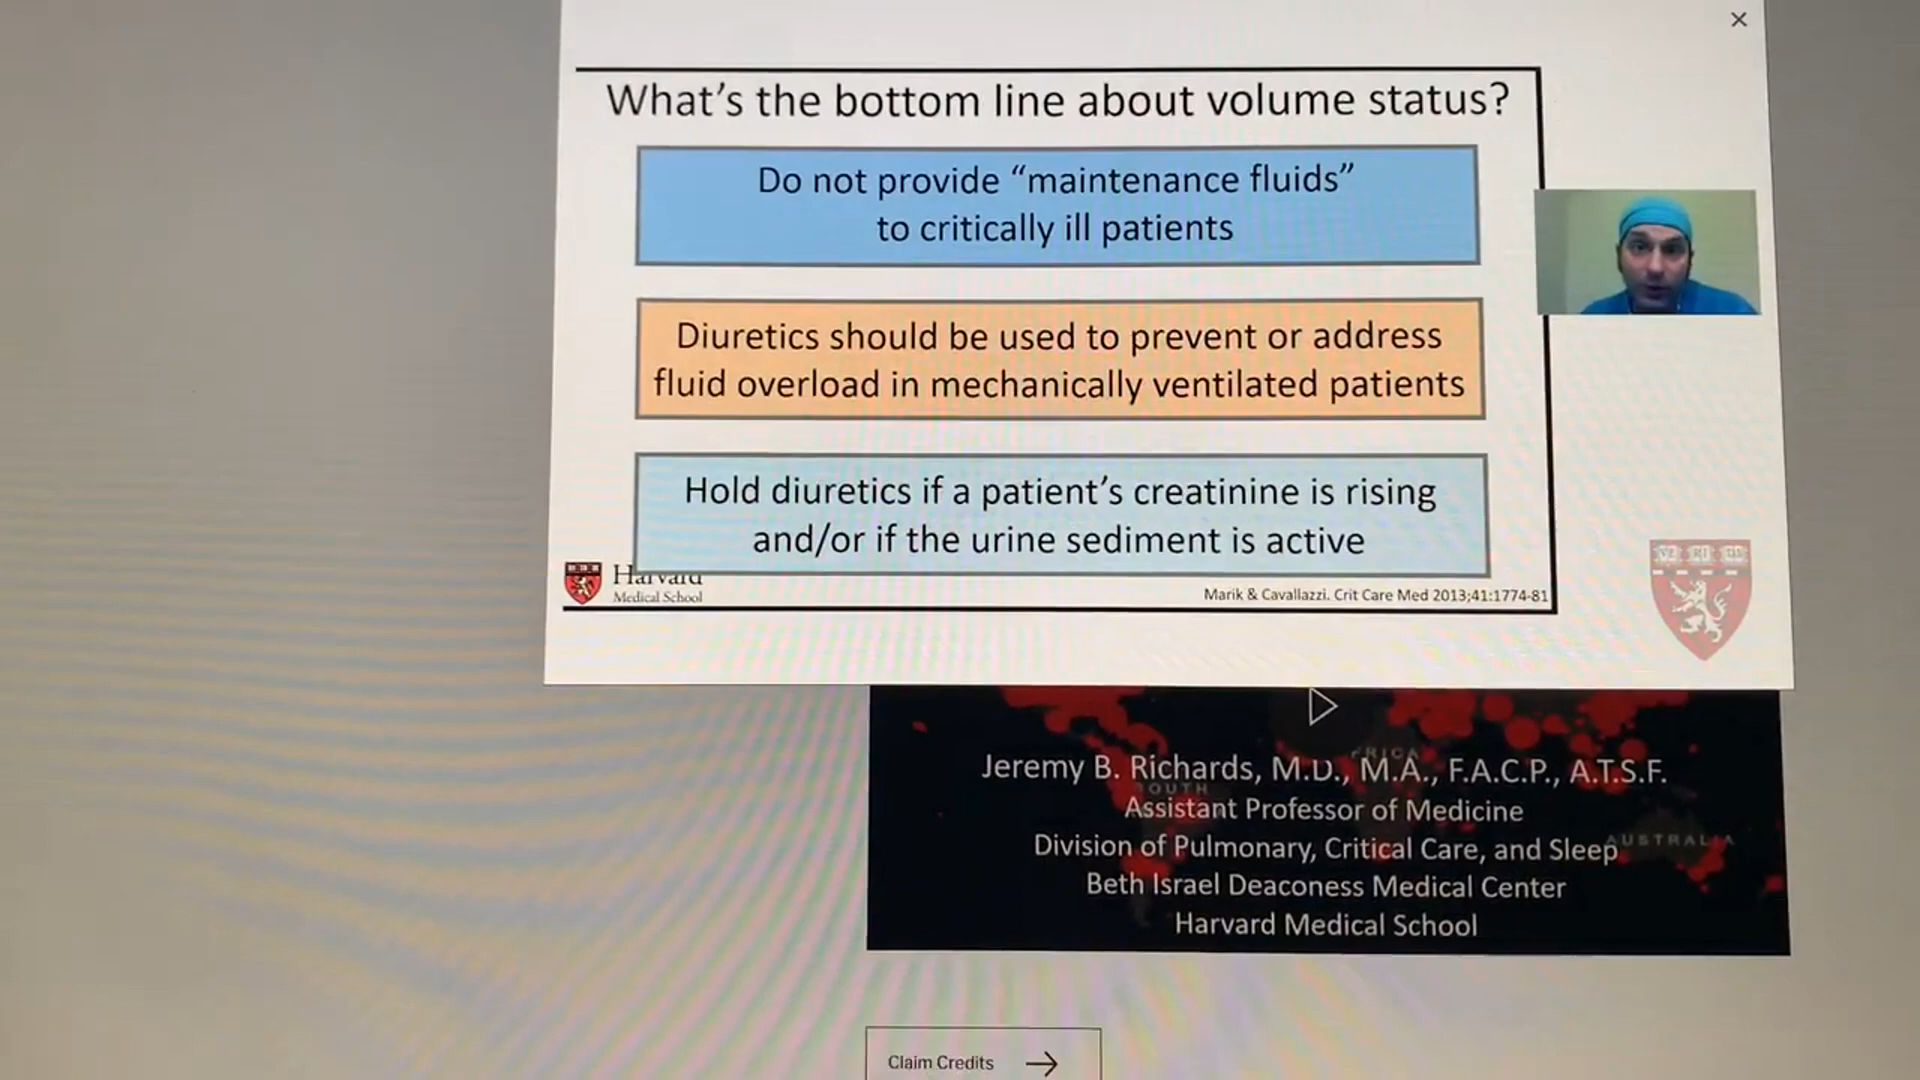 What's the bottom line about volume status?
Do not provide “maintenance fluids”
to critically ill patients
Diuretics should be used to prevent or address
fluid overload in mechanically ventilated patients
Hold diuretics if a patient's creatinine is rising
and/or if the urine sediment is active
Harvard
Medical School
Marik & Cavallazzi. Crit Care Med 2013;41:1774-81
VE RI TAS
Jeremy B. Richards, M.D., M.A., F.A.C.P., A.T.S.F.
Assistant Professor of Medicine
Division of Pulmonary, Critical Care, and Sleep
AUSTRALIA
Beth Israel Deaconess Medical Center
Harvard Medical School
Claim Credits